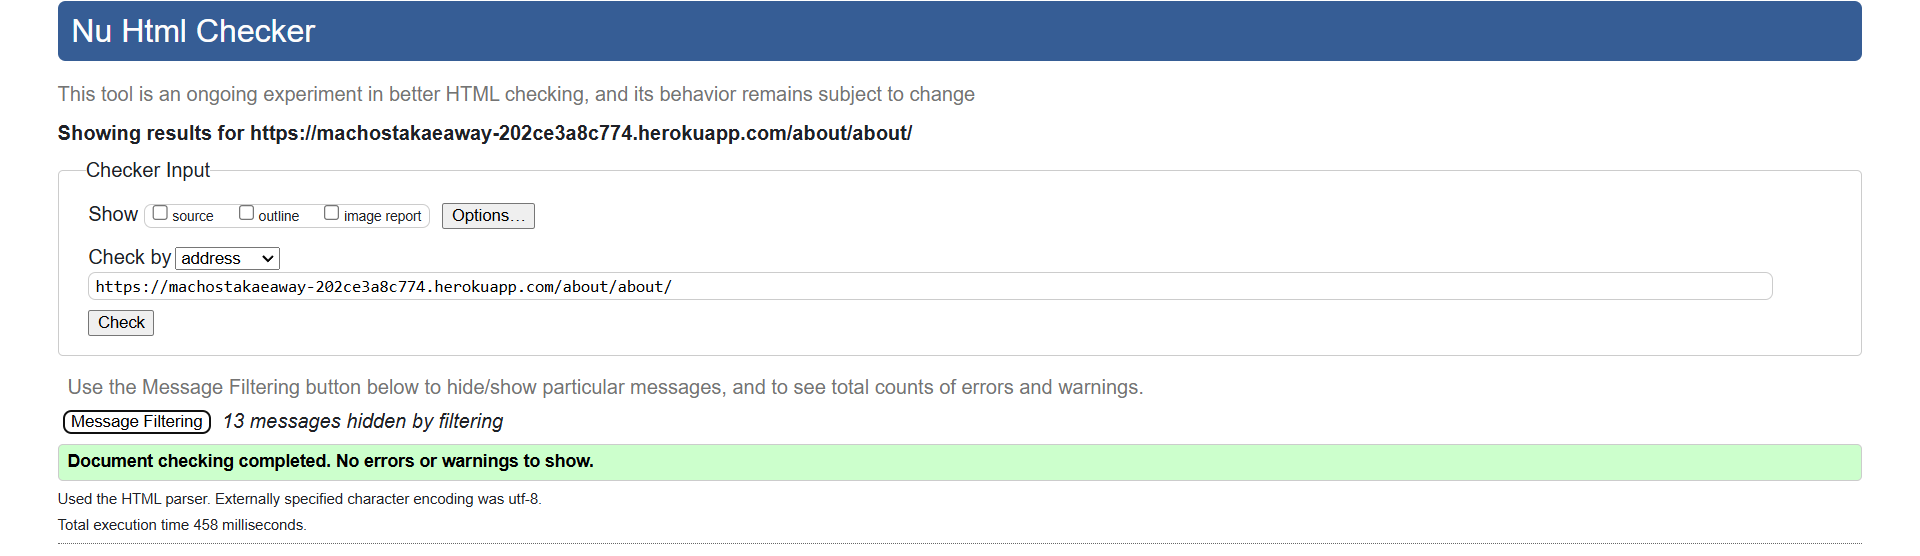 Nu Html Checker
This tool is an ongoing experiment in better HTML checking, and its behavior remains subject to change
Showing results for https://machostakaeaway-202ce3a8c774.herokuapp.com/about/about/
Checker Input
Show source outline image report Options...
Check by address
https://machostakaeaway-202ce3a8c774.herokuapp.com/about/about/
Check
Use the Message Filtering button below to hide/show particular messages, and to see total counts of errors and warnings.
Message Filtering 13 messages hidden by filtering
Document checking completed. No errors or warnings to show.
Used the HTML parser. Externally specified character encoding was utf-8.
Total execution time 458 milliseconds.